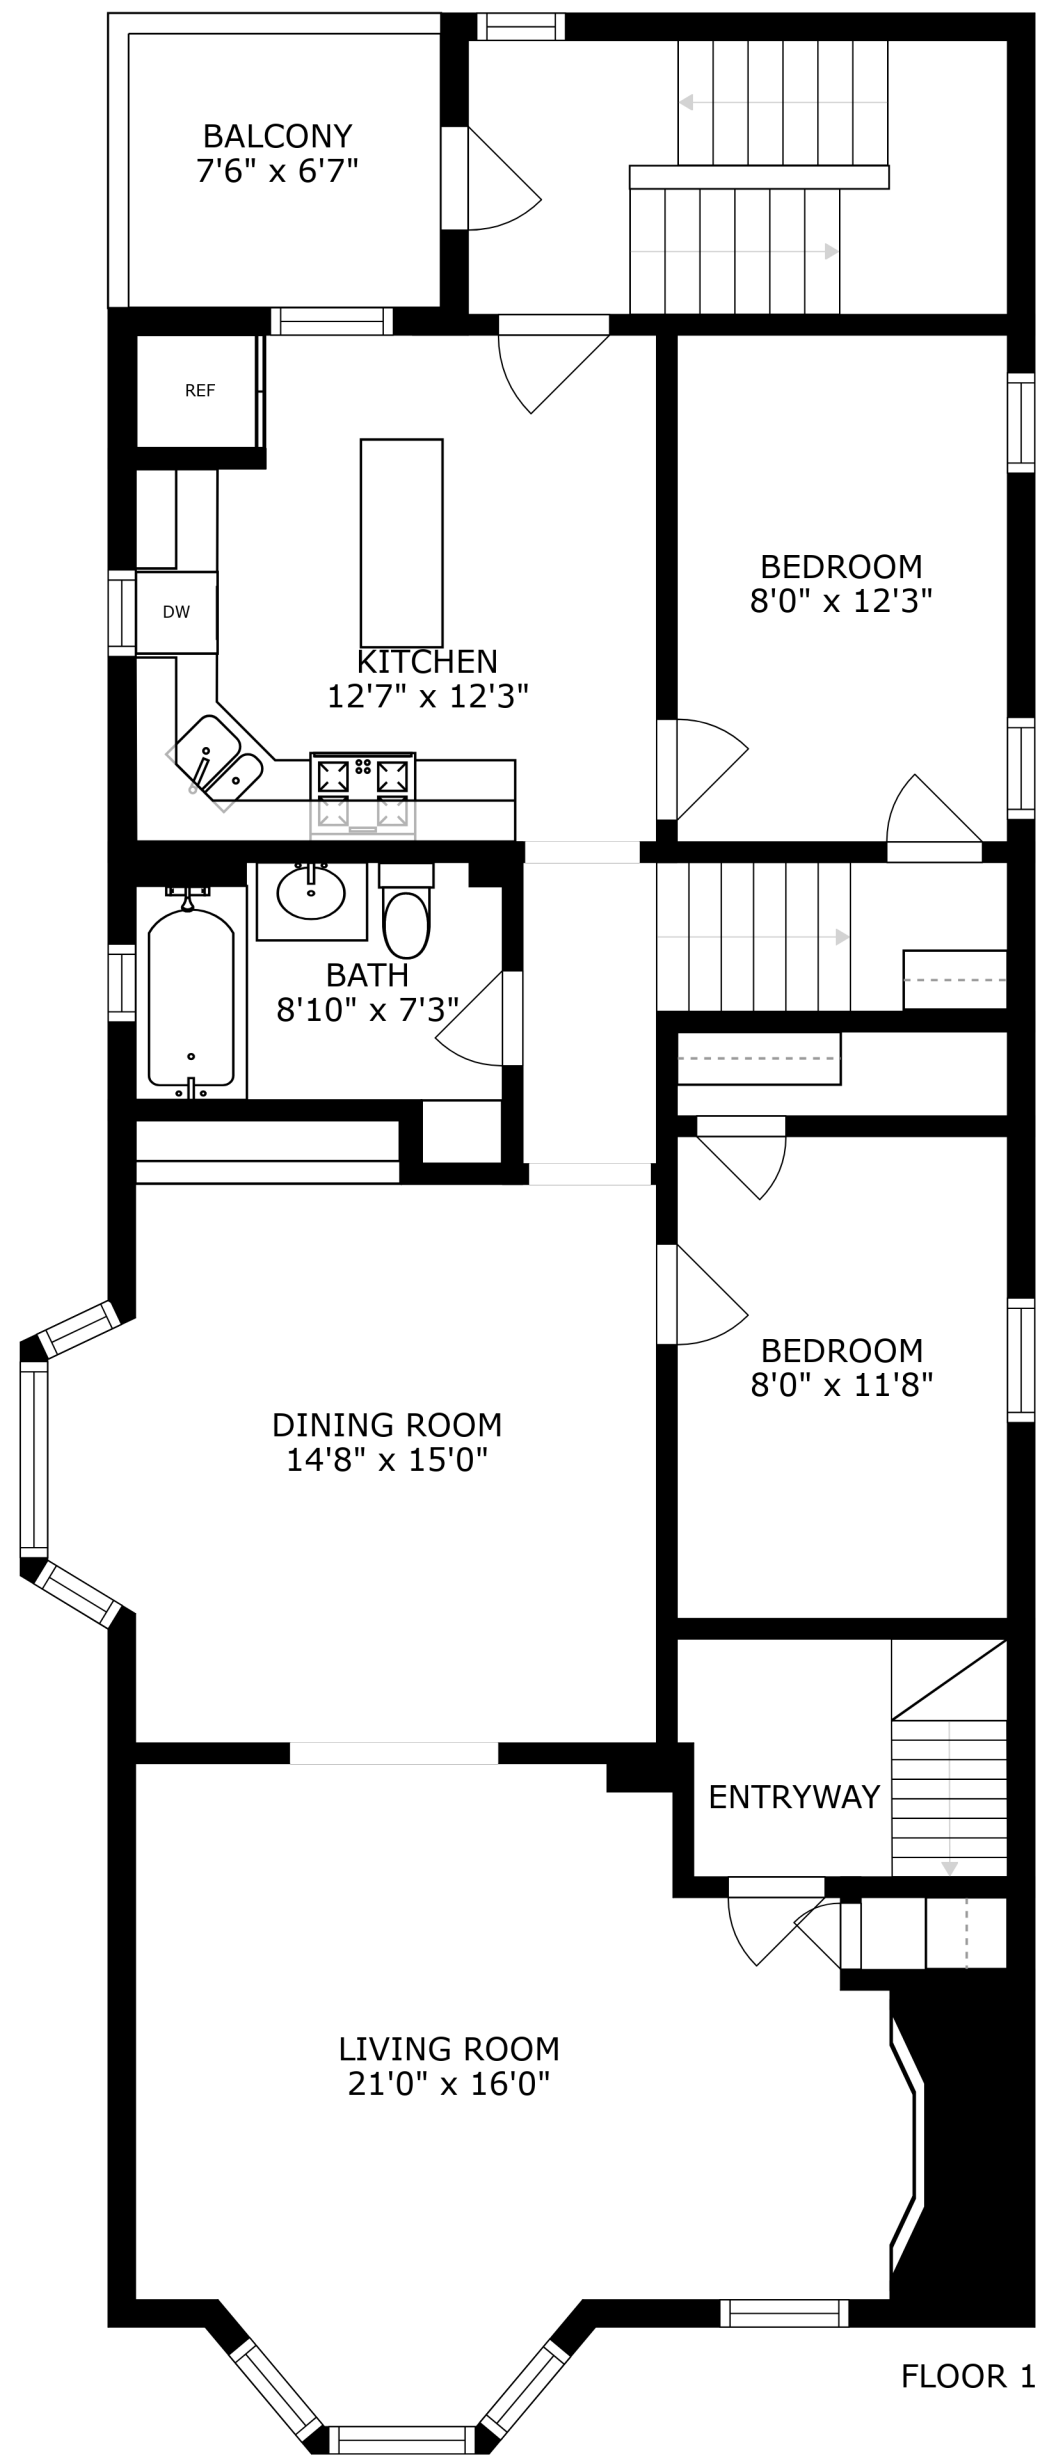 BALCONY
7'6" x 6'7"
REF
BEDROOM
8'0" x 12'3"
DW
KITCHEN
12'7" x 12'3"
BATH
8'10" x 7'3"
BEDROOM
8'0" x 11'8"
DINING ROOM
14'8" x 15'0"
ENTRYWAY
LIVING ROOM
21'0" x 16'0"
FLOOR 1